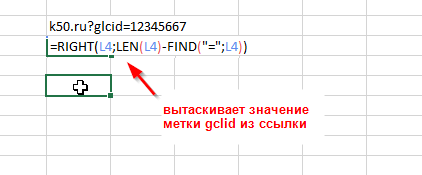 k50.ru?glcid=12345667
=RIGHT(L4;LEN(L4)-FIND("=";L4))
вытаскивает значение
метки gclid из ссылки